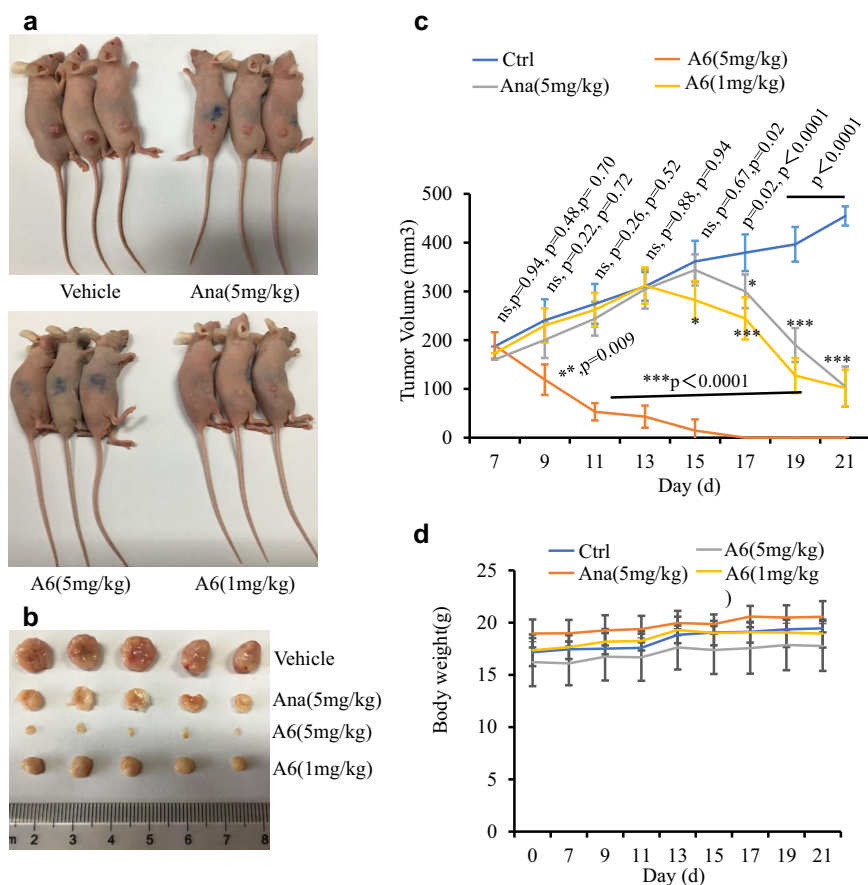 a
Vehicle
Ana(5mg/kg)
A6(5mg/kg)
A6(1mg/kg)
b
Vehicle
Ana(5mg/kg)
A6(5mg/kg)
A6(1mg/kg)
m 2 3 4 5 6 7 8
c
Ctrl
A6(5mg/kg)
Ana(5mg/kg)
A6(1mg/kg)
ns,p=0.94, p=0.48,p= 0.70
ns, p=0.22, p=0.72
ns, p=0.26, p=0.52
ns, p=0.88, p=0.94
ns, p=0.67,p=0.02
p=0.02, p<0.0001
p<0.0001
Tumor Volume (mm3)
500
400
300
200
100
0
*
*
***
***
***
**,p=0.009
***p<0.0001
7 9 11 13 15 17 19 21
Day (d)
d
Ctrl
A6(5mg/kg)
Ana(5mg/kg)
A6(1mg/kg
)
Body weight(g)
25
20
15
10
5
0
0 7 9 11 13 15 17 19 21
Day (d)